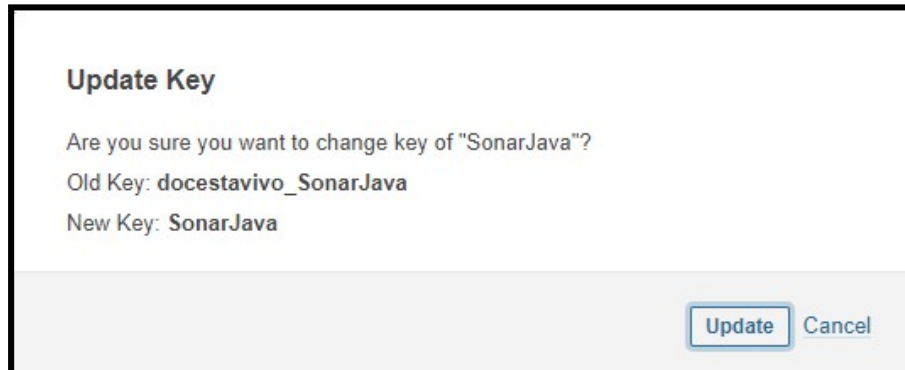 Update Key
Are you sure you want to change key of "SonarJava"?
Old Key: docestavivo_SonarJava
New Key: SonarJava
Update Cancel